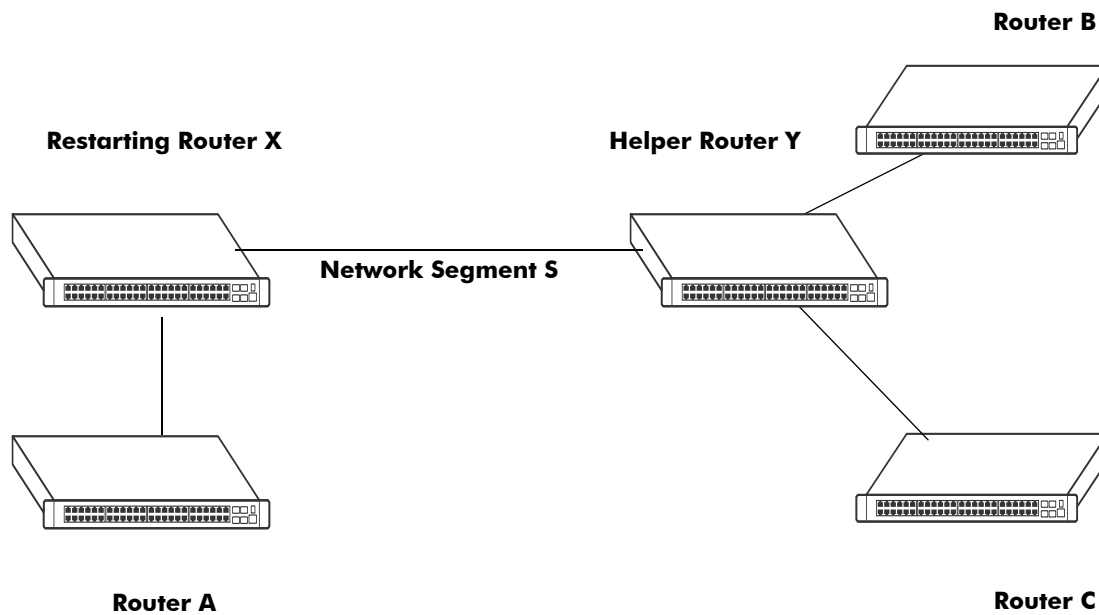 Router B
Restarting Router X
Helper Router Y
Network Segment S
Router A
Router C